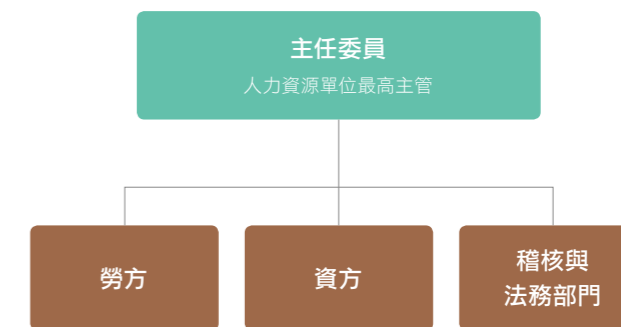 主任委員
人力資源單位最高主管
勞方
資方
稽核與
法務部門